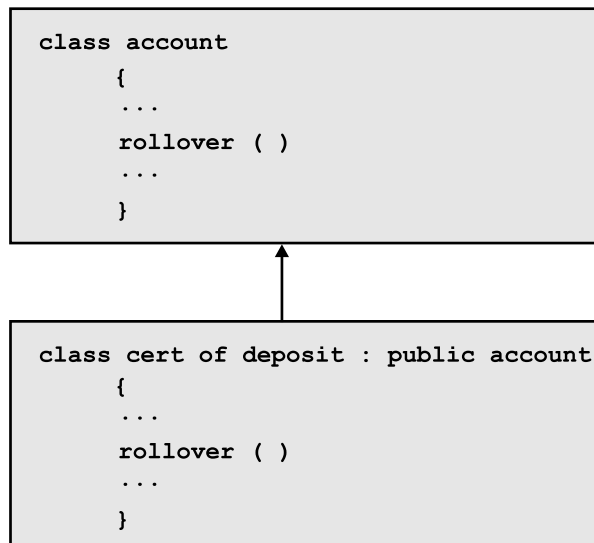 class account
{
...
rollover ( )
...
}
class cert of deposit : public account
{
...
rollover ( )
...
}